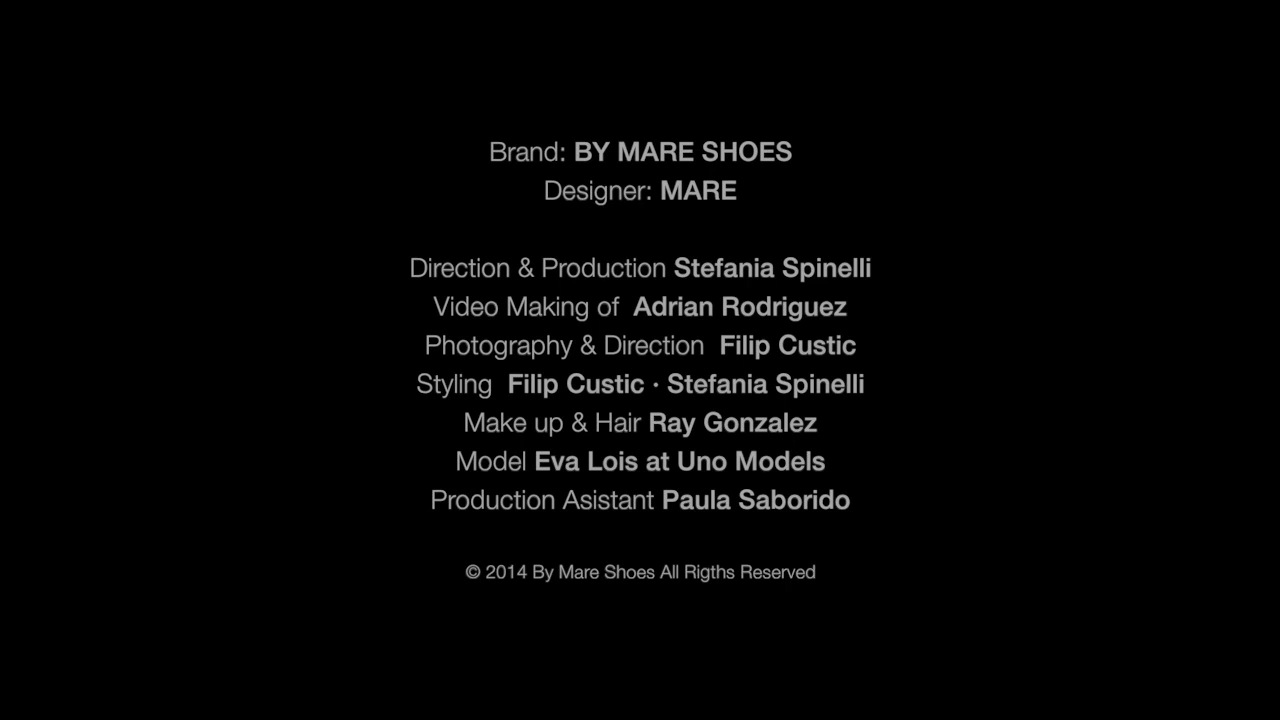 Brand: BY MARE SHOES
Designer: MARE
Direction & Production Stefania Spinelli
Video Making of Adrian Rodriguez
Photography & Direction Filip Custic
Styling Filip Custic · Stefania Spinelli
Make up & Hair Ray Gonzalez
Model Eva Lois at Uno Models
Production Asistant Paula Saborido
© 2014 By Mare Shoes All Rigths Reserved